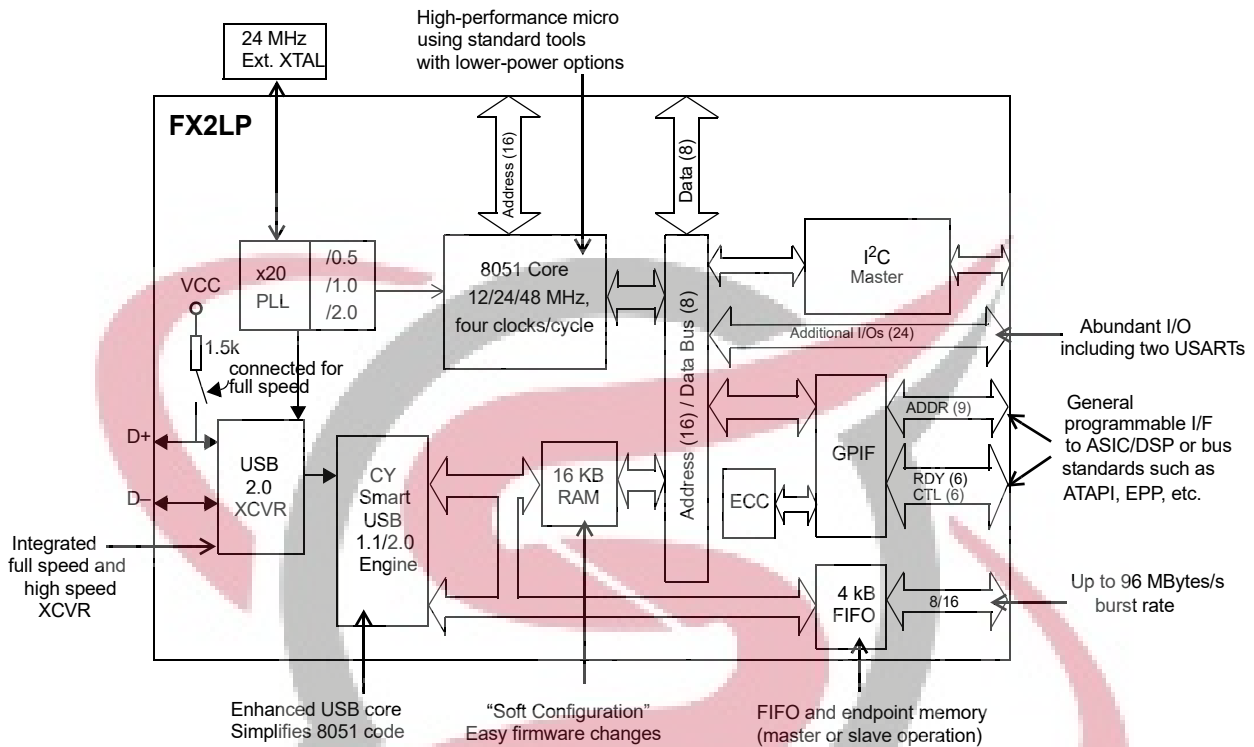 High-performance micro
using standard tools
with lower-power options
24 MHz
Ext. XTAL
FX2LP
Address (16)
Data (8)
x20
PLL
/0.5
/1.0
/2.0
VCC
1.5k
connected for
full speed
8051 Core
12/24/48 MHz,
four clocks/cycle
I²C
Master
Additional I/Os (24)
Abundant I/O
including two USARTs
Address (16) / Data Bus (8)
ADDR (9)
GPIF
RDY (6)
CTL (6)
General
programmable I/F
to ASIC/DSP or bus
standards such as
ATAPI, EPP, etc.
D+
D–
USB
2.0
XCVR
CY
Smart
USB
1.1/2.0
Engine
16 KB
RAM
ECC
Integrated
full speed and
high speed
XCVR
4 kB
FIFO
8/16
Up to 96 MBytes/s
burst rate
Enhanced USB core
Simplifies 8051 code
“Soft Configuration”
Easy firmware changes
FIFO and endpoint memory
(master or slave operation)